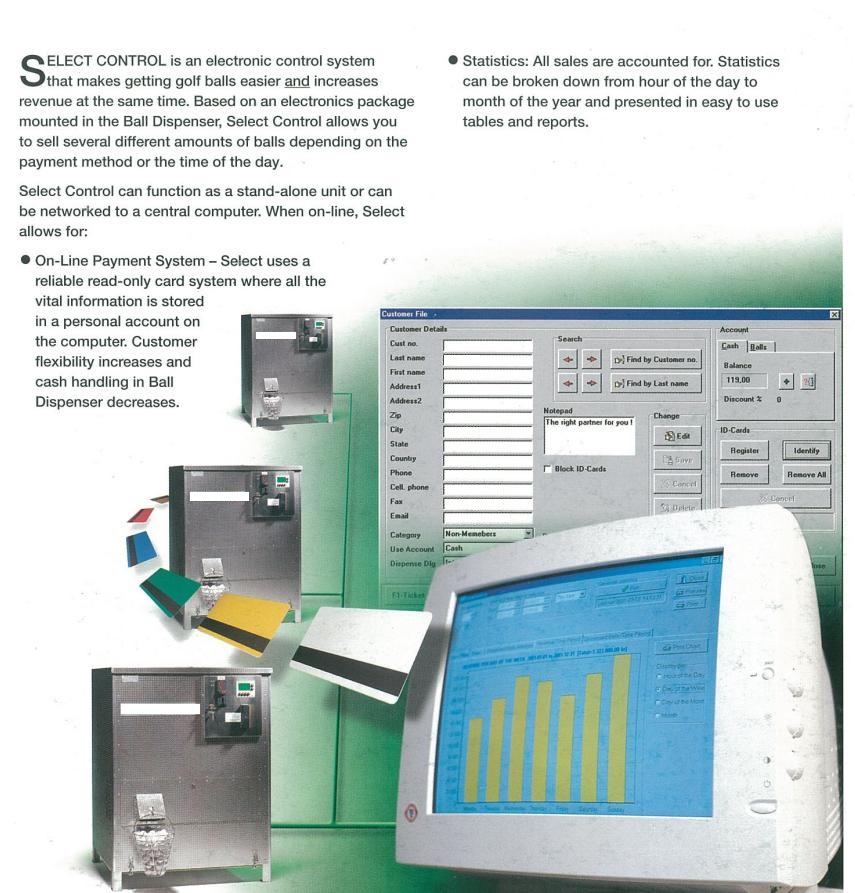 SELECT CONTROL is an electronic control system
that makes getting golf balls easier and increases
revenue at the same time. Based on an electronics package
mounted in the Ball Dispenser, Select Control allows you
to sell several different amounts of balls depending on the
payment method or the time of the day.
Select Control can function as a stand-alone unit or can
be networked to a central computer. When on-line, Select
allows for:
● On-Line Payment System – Select uses a
reliable read-only card system where all the
vital information is stored
in a personal account on
the computer. Customer
flexibility increases and
cash handling in Ball
Dispenser decreases.
● Statistics: All sales are accounted for. Statistics
can be broken down from hour of the day to
month of the year and presented in easy to use
tables and reports.
Customer File
Customer Details
Cust no.
Last name
First name
Address1
Address2
Zip
City
State
Country
Phone
Cell. phone
Fax
Email
Category Non-Memebers
Use Account Cash
Dispense Dlg
F1-Ticket
Search
Find by Customer no.
Find by Last name
Notepad
The right partner for you !
Block ID-Cards
Change
Edit
Save
Cancel
Delete
Account
Cash Balls
Balance
119,00
Discount % 0
ID-Cards
Register Identify
Remove Remove All
Cancel
Print Chart
Hour of the Day
Day of the Week
Day of the Month
Month
Tuesday Wednesday Thursday Friday Saturday Sunday